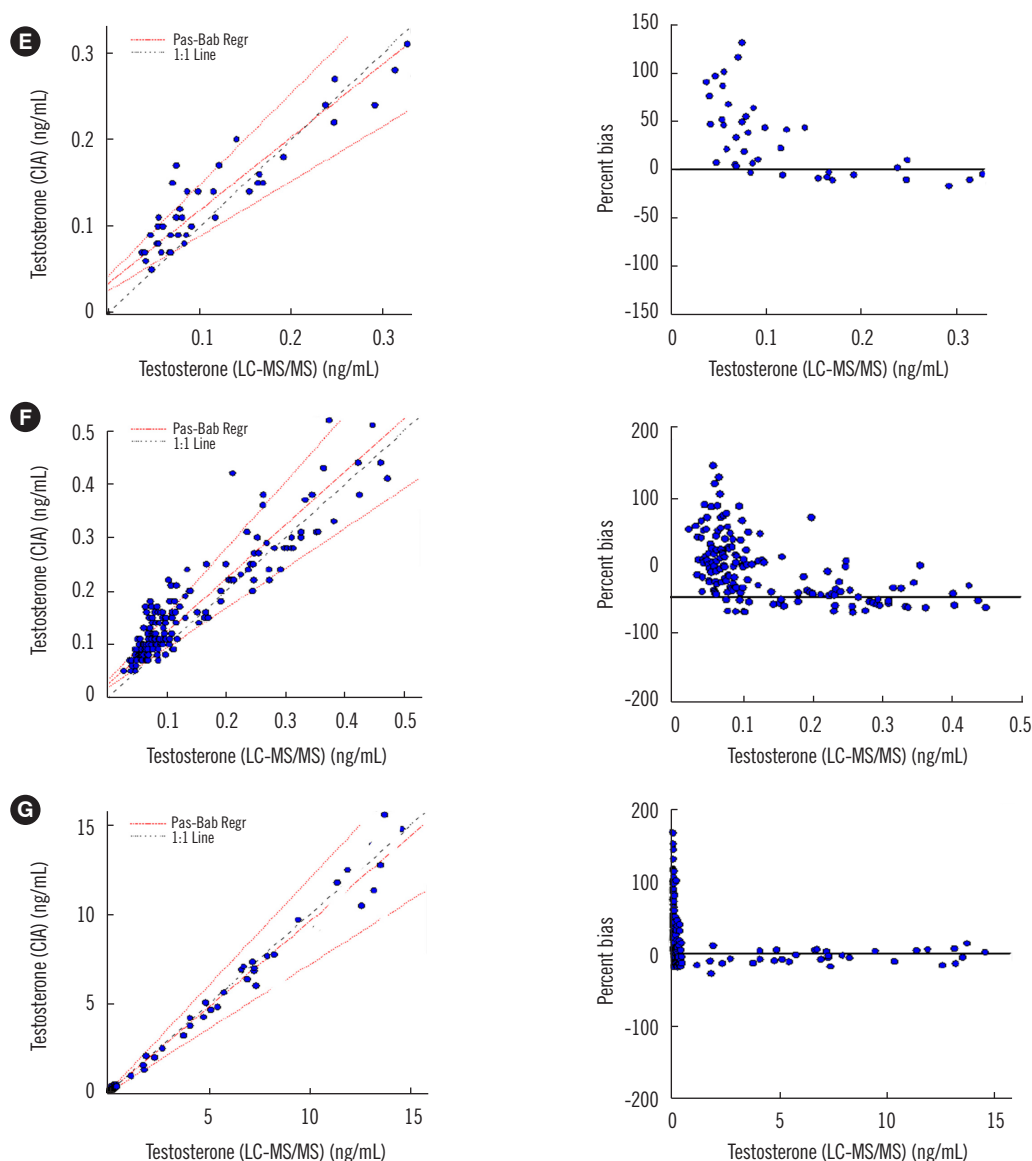 E
Pas-Bab Regr
1:1 Line
Testosterone (CIA) (ng/mL)
0.3
0.2
0.1
0
0.1 0.2 0.3
Testosterone (LC-MS/MS) (ng/mL)
Percent bias
150
100
50
0
-50
-100
-150
0 0.1 0.2 0.3
Testosterone (LC-MS/MS) (ng/mL)
F
Pas-Bab Regr
1:1 Line
Testosterone (CIA) (ng/mL)
0.5
0.4
0.3
0.2
0.1
0
0.1 0.2 0.3 0.4 0.5
Testosterone (LC-MS/MS) (ng/mL)
Percent bias
200
100
0
-100
-200
0 0.1 0.2 0.3 0.4 0.5
Testosterone (LC-MS/MS) (ng/mL)
G
Pas-Bab Regr
1:1 Line
Testosterone (CIA) (ng/mL)
15
10
5
0
5 10 15
Testosterone (LC-MS/MS) (ng/mL)
Percent bias
200
100
0
-100
-200
0 5 10 15
Testosterone (LC-MS/MS) (ng/mL)